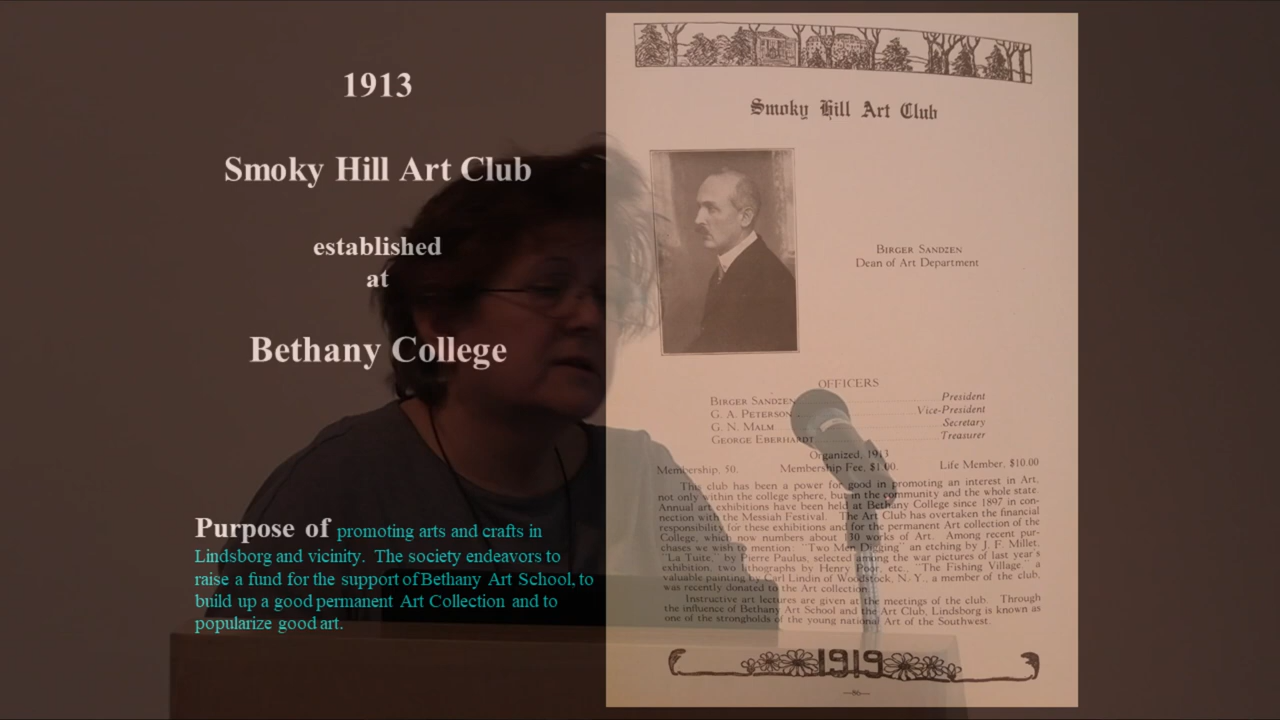 1913
Smoky Hill Art Club
established
at
Bethany College
Purpose of promoting arts and crafts in
Lindsborg and vicinity. The society endeavors to
raise a fund for the support of Bethany Art School, to
build up a good permanent Art Collection and to
popularize good art.
Smoky Hill Art Club
BIRGER SANDZEN
Dean of Art Department
OFFICERS
BIRGER SANDZEN President
G. A. PETERSON Vice-President
G. N. MALM Secretary
GEORGE EBERHARDT Treasurer
Organized, 1913
Membership, 50. Membership Fee, $1.00. Life Member, $10.00
This club has been a power for good in promoting an interest in Art,
not only within the college sphere, but in the community and the whole state.
Annual art exhibitions have been held at Bethany College since 1897 in con-
nection with the Messiah Festival. The Art Club has overtaken the financial
responsibility for these exhibitions and for the permanent Art collection of the
College, which now numbers about 30 works of Art. Among recent pur-
chases we wish to mention: "Two Men Digging" an etching by J. F. Millet,
"La Tuite," by Pierre Paulus, selected among the war pictures of last year's
exhibition, two lithographs by Henry Poor, etc., "The Fishing Village," a
valuable painting by Carl Lindin of Woodstock, N. Y., a member of the club,
was recently donated to the Art collection.
Instructive art lectures are given at the meetings of the club. Through
the influence of Bethany Art School and the Art Club, Lindsborg is known as
one of the strongholds of the young national Art of the Southwest.
1919
—86—